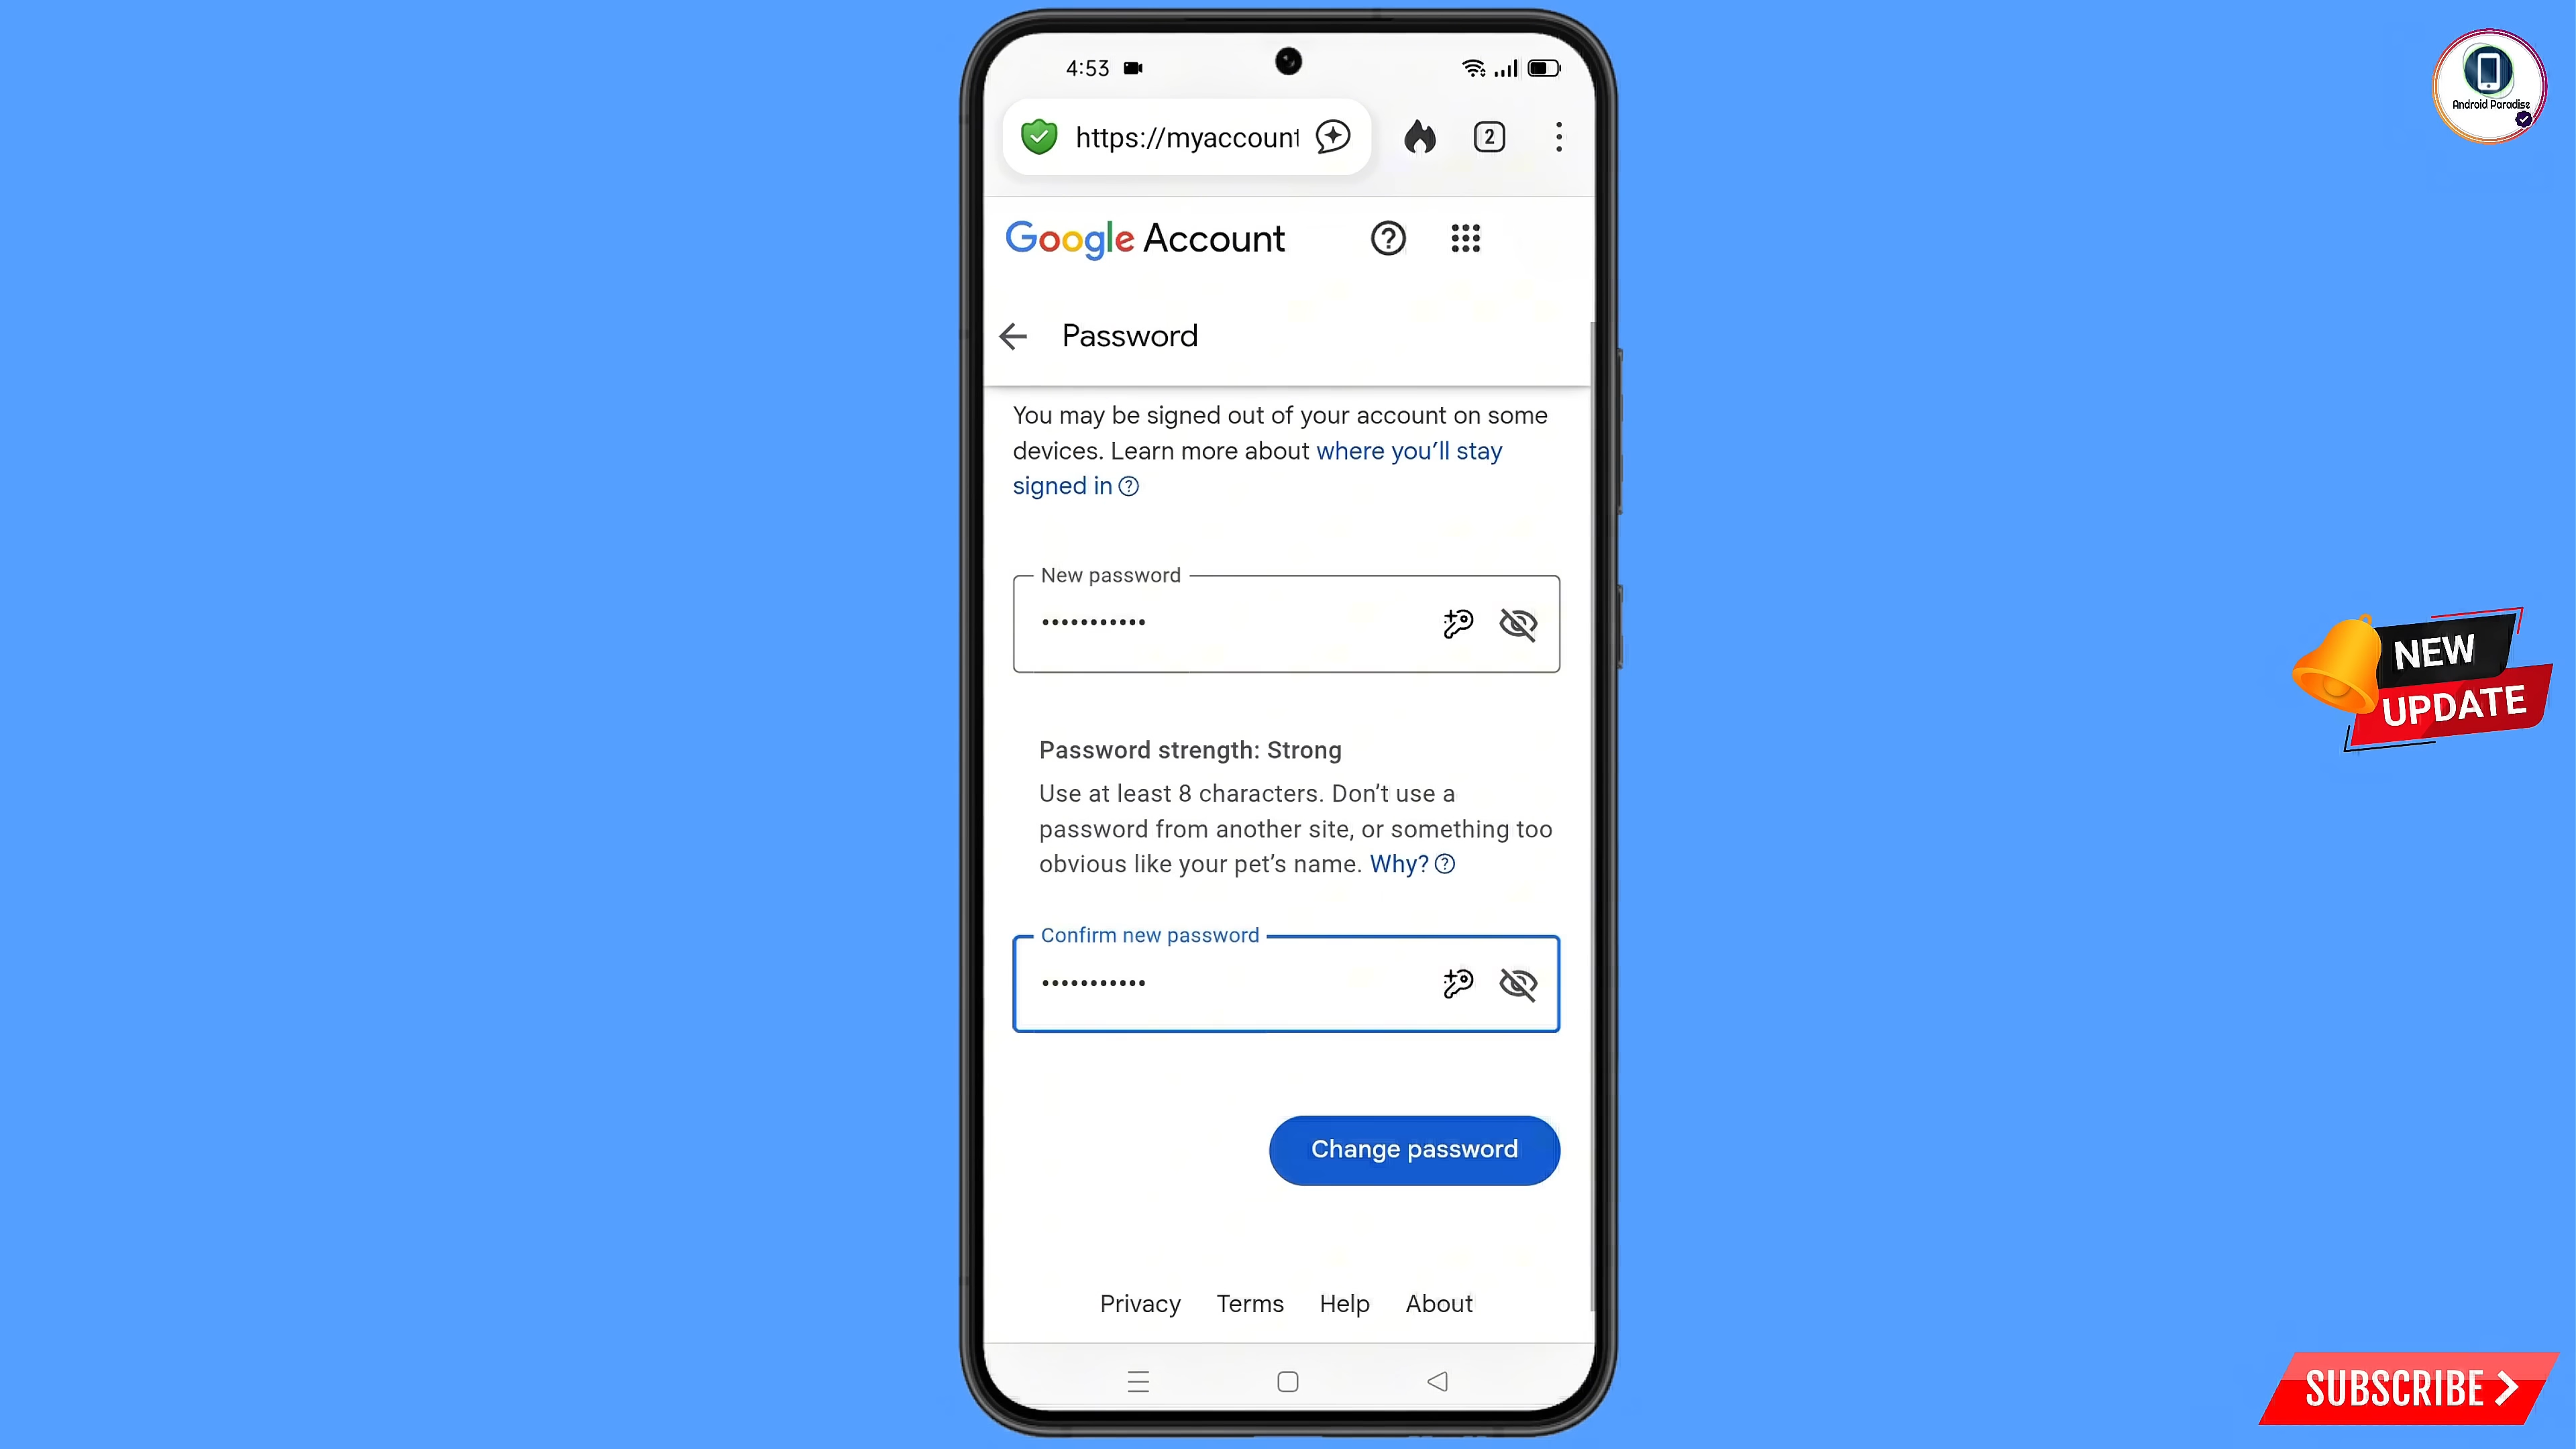 4:53
Android Paradise
https://myaccount
2
Google Account
Password
You may be signed out of your account on some
devices. Learn more about where you’ll stay
signed in
New password
•••••••••••
Password strength: Strong
Use at least 8 characters. Don’t use a
password from another site, or something too
obvious like your pet’s name. Why?
Confirm new password
•••••••••••
Change password
Privacy Terms Help About
NEW
UPDATE
SUBSCRIBE